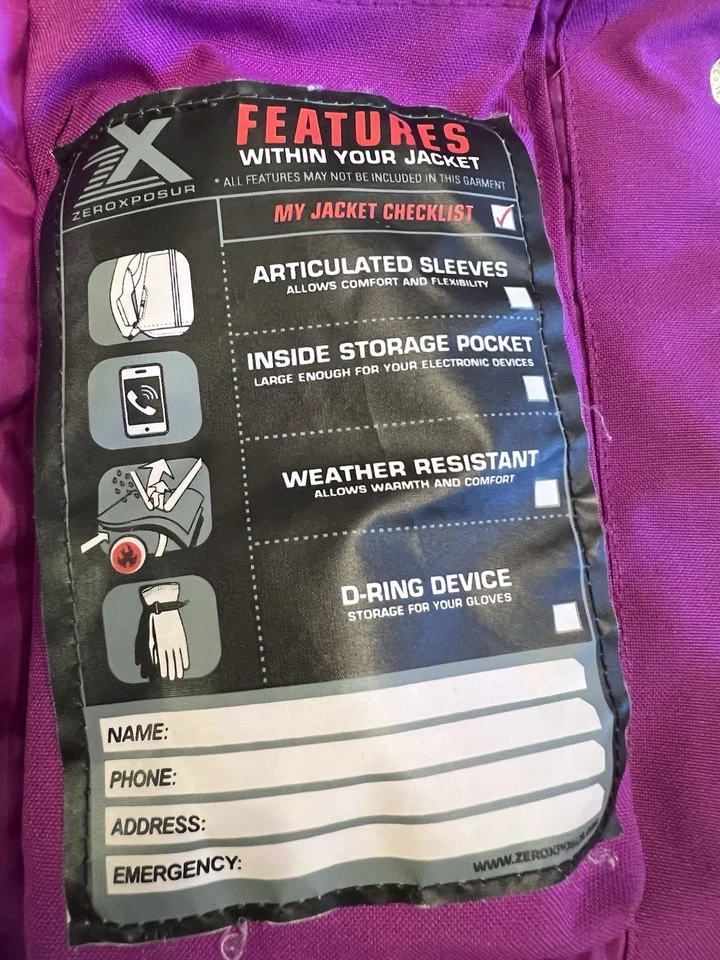 X
ZEROXPOSUR
FEATURES
WITHIN YOUR JACKET
*ALL FEATURES MAY NOT BE INCLUDED IN THIS GARMENT
MY JACKET CHECKLIST
ARTICULATED SLEEVES
ALLOWS COMFORT AND FLEXIBILITY
INSIDE STORAGE POCKET
LARGE ENOUGH FOR YOUR ELECTRONIC DEVICES
WEATHER RESISTANT
ALLOWS WARMTH AND COMFORT
D-RING DEVICE
STORAGE FOR YOUR GLOVES
NAME:
PHONE:
ADDRESS:
EMERGENCY: